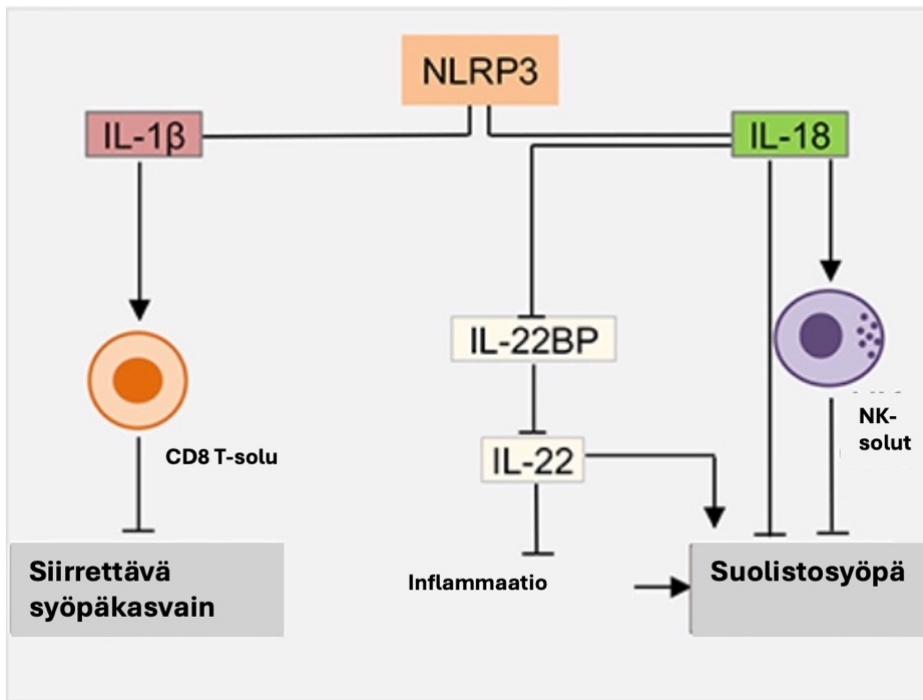 NLRP3
IL-1β
IL-18
IL-22BP
NK-
solut
CD8 T-solu
IL-22
Siirrettävä
syöpäkasvain
Inflammaatio
Suolistosyöpä